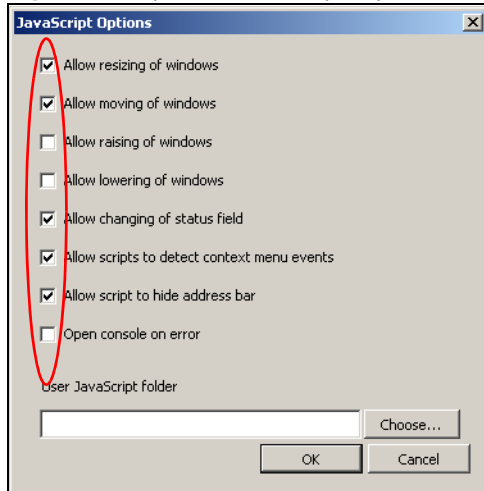 JavaScript Options
Allow resizing of windows
Allow moving of windows
Allow raising of windows
Allow lowering of windows
Allow changing of status field
Allow scripts to detect context menu events
Allow script to hide address bar
Open console on error
User JavaScript folder
Choose...
OK Cancel